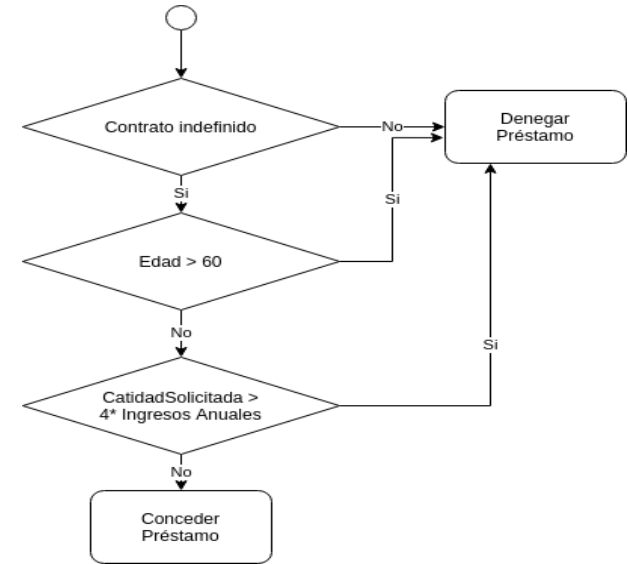 Contrato indefinido
No
Denegar
Préstamo
Si
Si
Edad > 60
No
Si
CatidadSolicitada >
4* Ingresos Anuales
No
Conceder
Préstamo